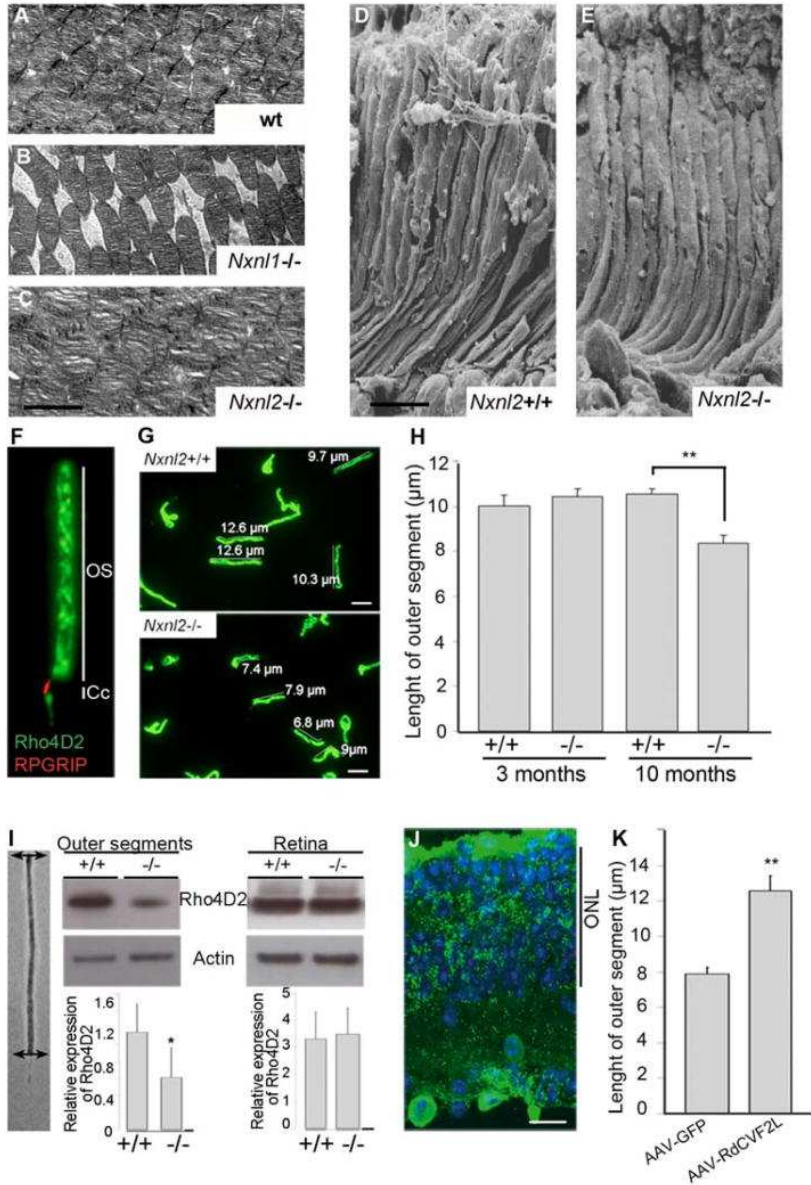 A
wt
B
Nxnl1-/-
C
Nxnl2-/-
D
Nxnl2+/+
E
Nxnl2-/-
F
OS
ICc
Rho4D2
RPGRIP
G
Nxnl2+/+
9.7 µm
12.6 µm
12.6 µm
10.3 µm
Nxnl2-/-
7.4 µm
7.9 µm
6.8 µm
9µm
H
Lenght of outer segment (µm)
12
10
8
6
4
2
0
**
+/+ -/- +/+ -/-
3 months 10 months
I
Outer segments Retina
+/+ -/- +/+ -/-
Rho4D2
Actin
Relative expression
of Rho4D2
1.6
1.2
0.8
0.4
0
*
+/+ -/-
Relative expression
of Rho4D2
5
4
3
2
1
0
+/+ -/-
J
ONL
K
Lenght of outer segment (µm)
14
12
10
8
6
4
2
0
**
AAV-GFP
AAV-RdCVF2L